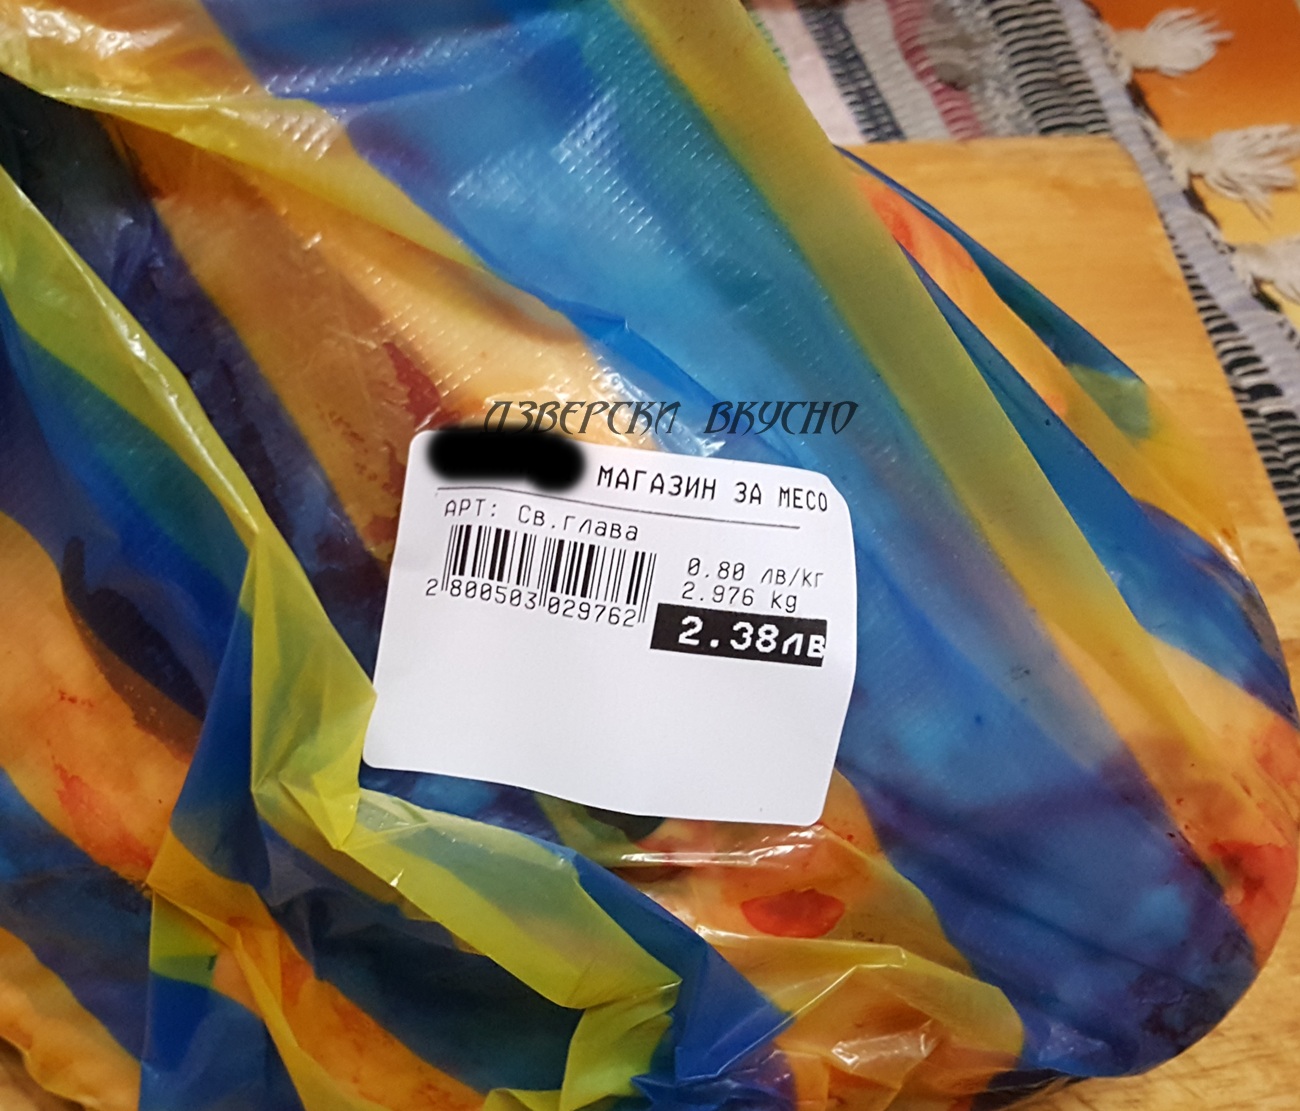 ДЗВЕРСКИ ВКУСНО
МАГАЗИН ЗА МЕСО
АРТ: Св.глава
0.80 лв/кг
2.976 kg
2 800503 029762
2.38лв